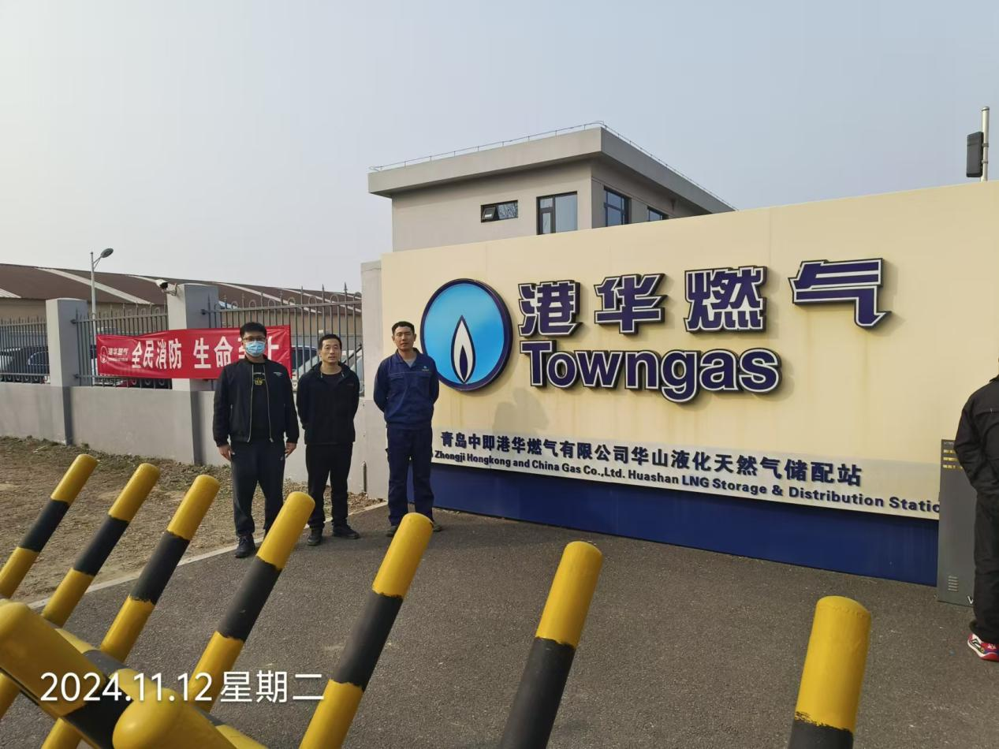 港华燃气
Towngas
青岛中即港华燃气有限公司华山液化天然气储配站
Zhongji Hongkong and China Gas Co.,Ltd. Huashan LNG Storage & Distribution Statio
港华燃气
全民消防 生命至上
2024.11.12 星期二